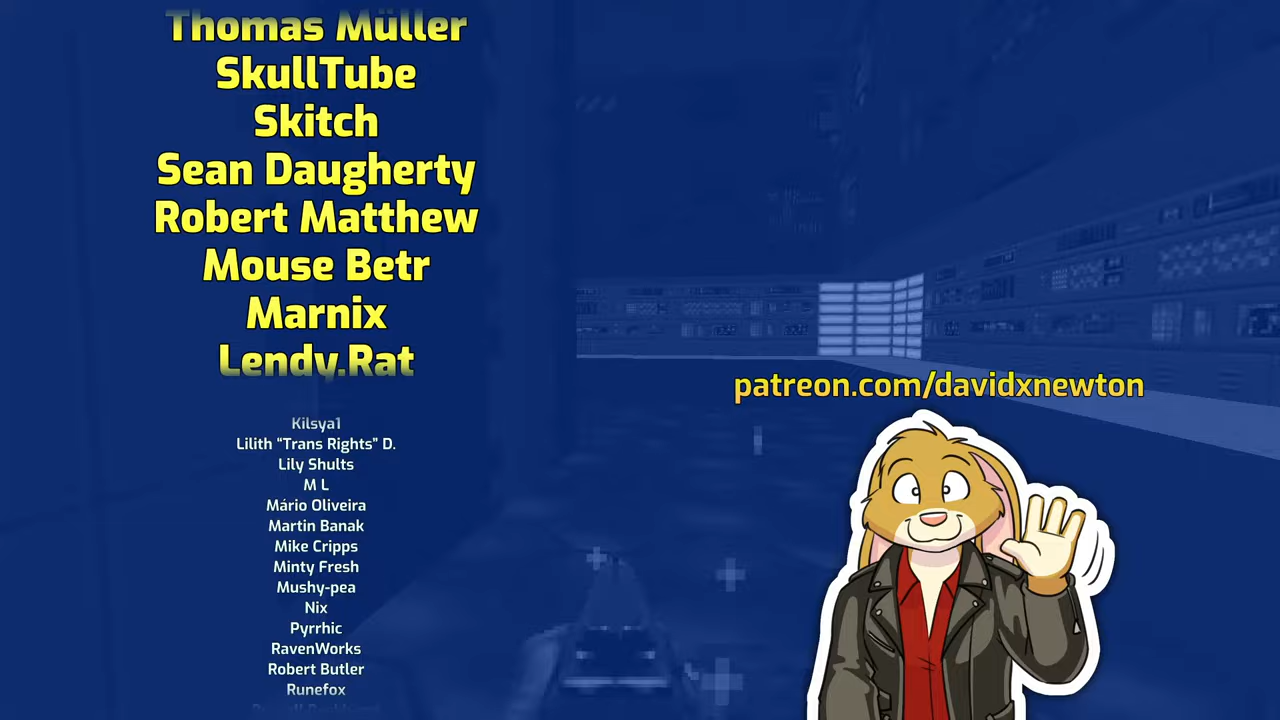 Thomas Müller
SkullTube
Skitch
Sean Daugherty
Robert Matthew
Mouse Betr
Marnix
Lendy.Rat
Kilsya1
Lilith "Trans Rights" D.
Lily Shults
M L
Mário Oliveira
Martin Banak
Mike Cripps
Minty Fresh
Mushy-pea
Nix
Pyrrhic
RavenWorks
Robert Butler
Runefox
patreon.com/davidxnewton